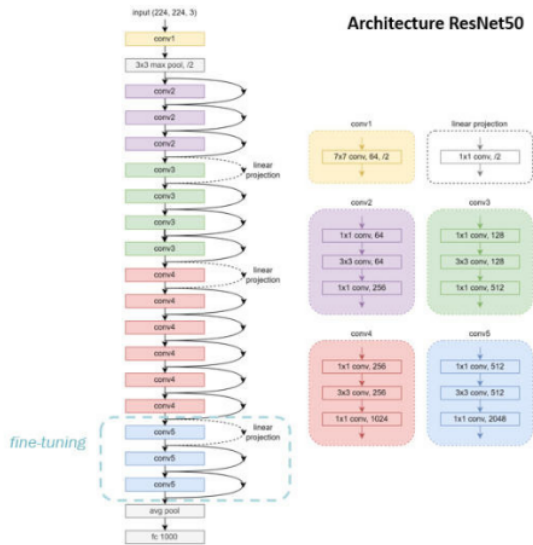 Architecture ResNet50
input (224, 224, 3)
conv1
3x3 max pool, /2
conv2
conv2
conv2
conv3
linear
projection
conv3
conv3
conv3
conv4
linear
projection
conv4
conv4
conv4
conv4
conv4
fine-tuning
conv5
linear
projection
conv5
conv5
avg pool
fc 1000
conv1
7x7 conv, 64, /2
linear projection
1x1 conv, /2
conv2
1x1 conv, 64
3x3 conv, 64
1x1 conv, 256
conv3
1x1 conv, 128
3x3 conv, 128
1x1 conv, 512
conv4
1x1 conv, 256
3x3 conv, 256
1x1 conv, 1024
conv5
1x1 conv, 512
3x3 conv, 512
1x1 conv, 2048